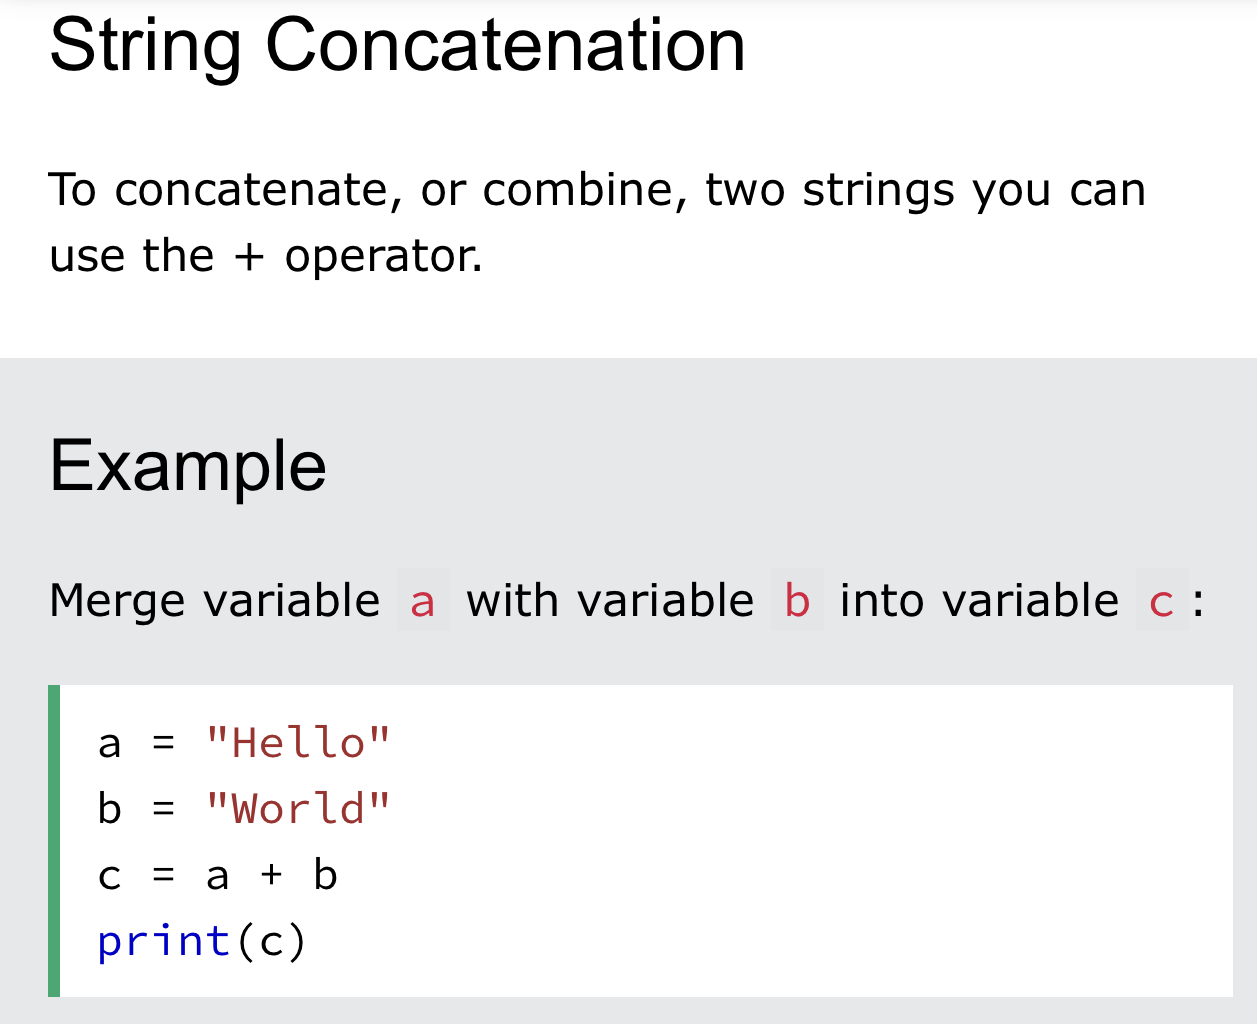 String Concatenation
To concatenate, or combine, two strings you can
use the + operator.
Example
Merge variable a with variable b into variable c :
a = "Hello"
b = "World"
c = a + b
print(c)